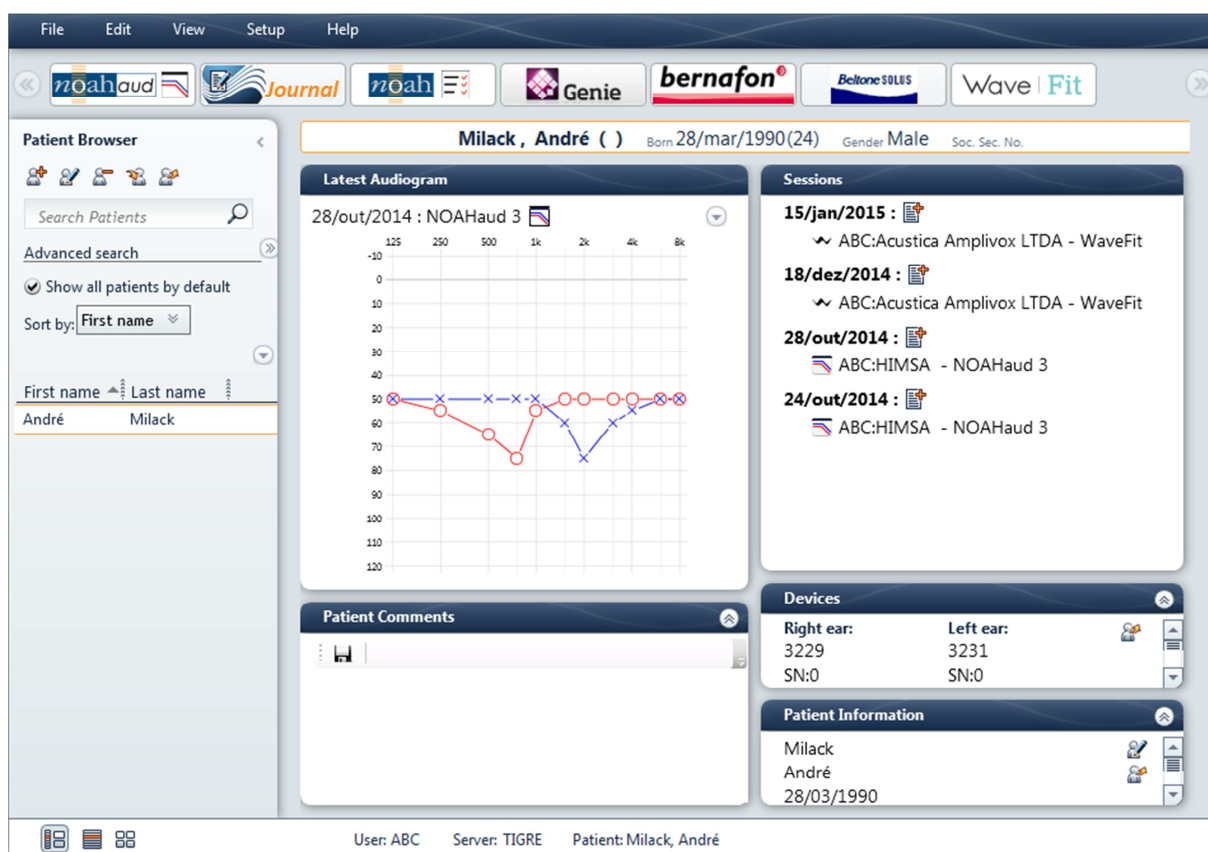 File Edit View Setup Help
nōah aud Journal nōah Genie bernafon® Beltone SOLUS Wave Fit
Patient Browser
Milack , André ( ) Born 28/mar/1990(24) Gender Male Soc. Sec. No.
Search Patients
Advanced search
Show all patients by default
Sort by: First name
First name Last name
André Milack
Latest Audiogram
28/out/2014 : NOAHaud 3
125 250 500 1k 2k 4k 8k
-10
0
10
20
30
40
50
60
70
80
90
100
110
120
Patient Comments
Sessions
15/jan/2015 :
ABC:Acustica Amplivox LTDA - WaveFit
18/dez/2014 :
ABC:Acustica Amplivox LTDA - WaveFit
28/out/2014 :
ABC:HIMSA - NOAHaud 3
24/out/2014 :
ABC:HIMSA - NOAHaud 3
Devices
Right ear: Left ear:
3229 3231
SN:0 SN:0
Patient Information
Milack
André
28/03/1990
User: ABC Server: TIGRE Patient: Milack, André